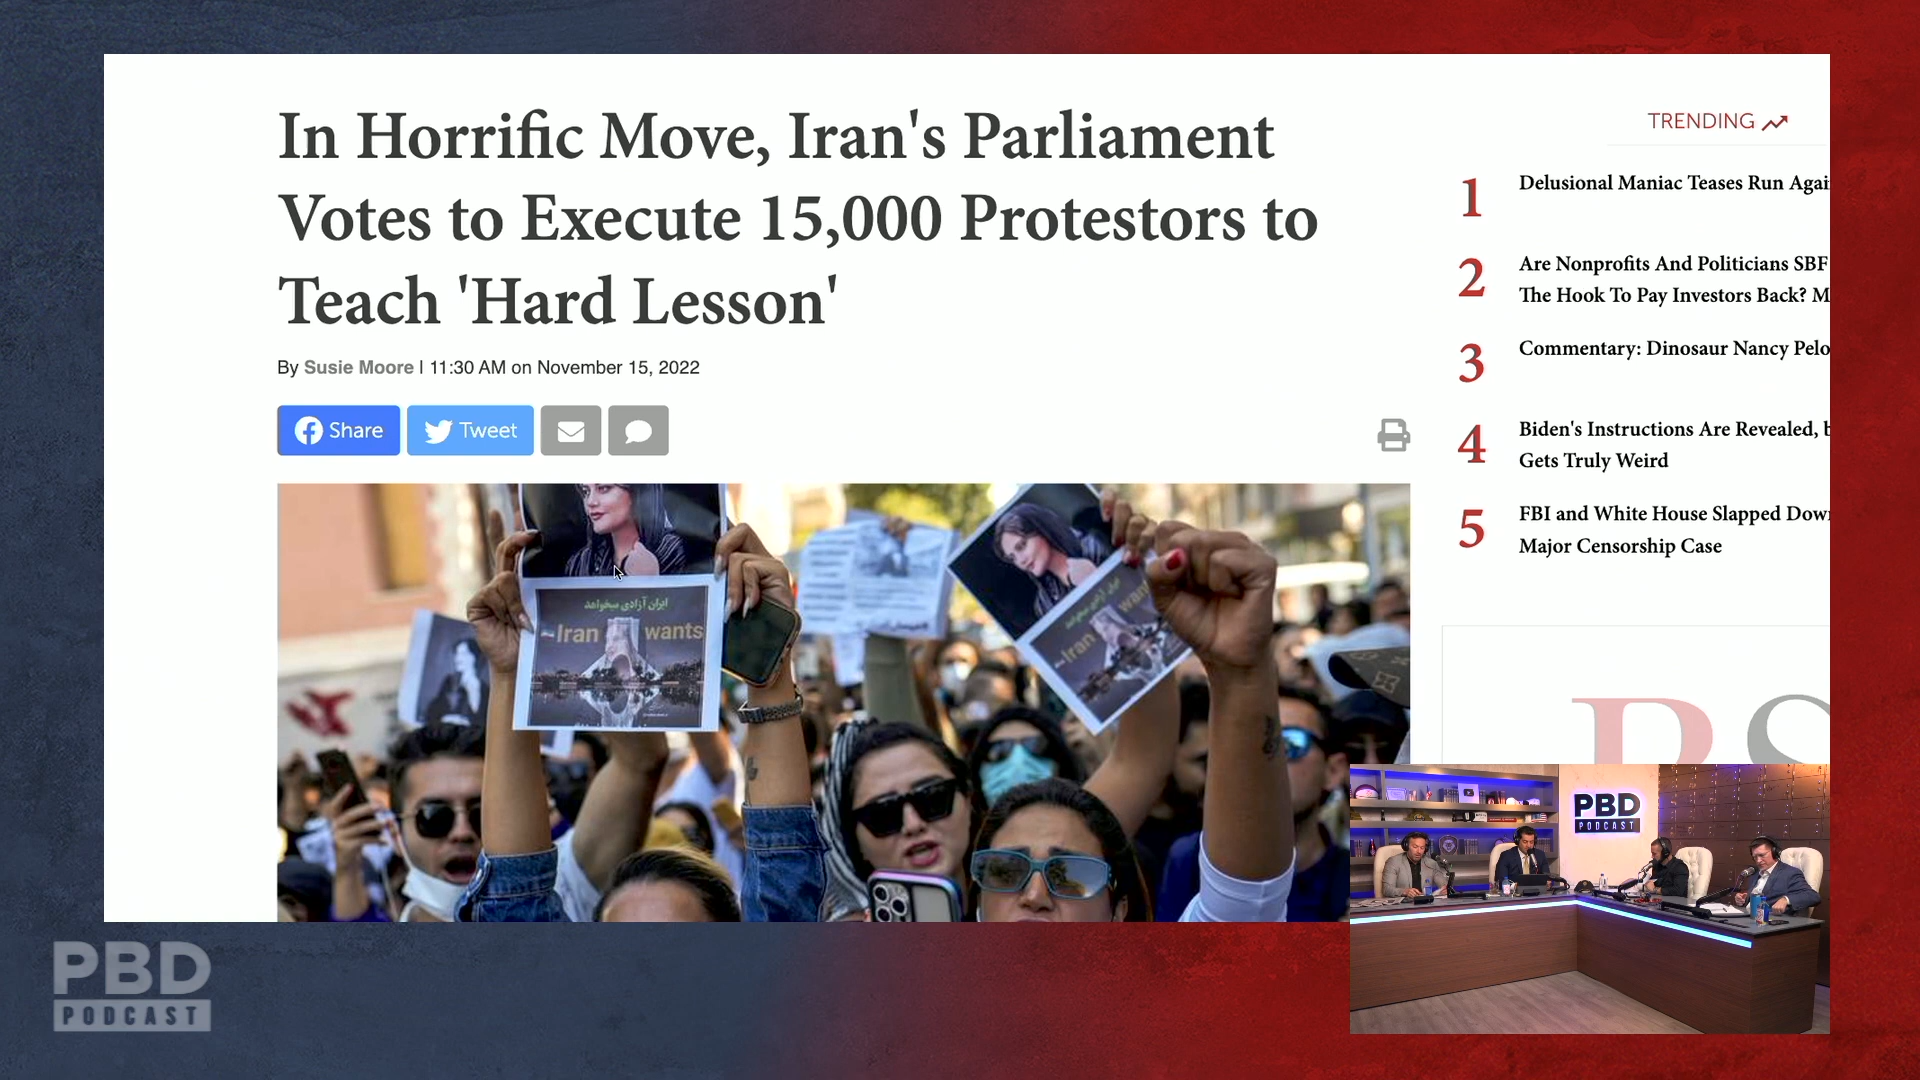 In Horrific Move, Iran's Parliament
Votes to Execute 15,000 Protestors to
Teach 'Hard Lesson'
By Susie Moore | 11:30 AM on November 15, 2022
Share
Tweet
TRENDING
1
Delusional Maniac Teases Run Agai
2
Are Nonprofits And Politicians SBF
The Hook To Pay Investors Back? M
3
Commentary: Dinosaur Nancy Pelo
4
Biden's Instructions Are Revealed, b
Gets Truly Weird
5
FBI and White House Slapped Dow
Major Censorship Case
ایران آزادی میخواهد
Iran wants
Iran wan
RS
PBD
PODCAST
PBD
PODCAST